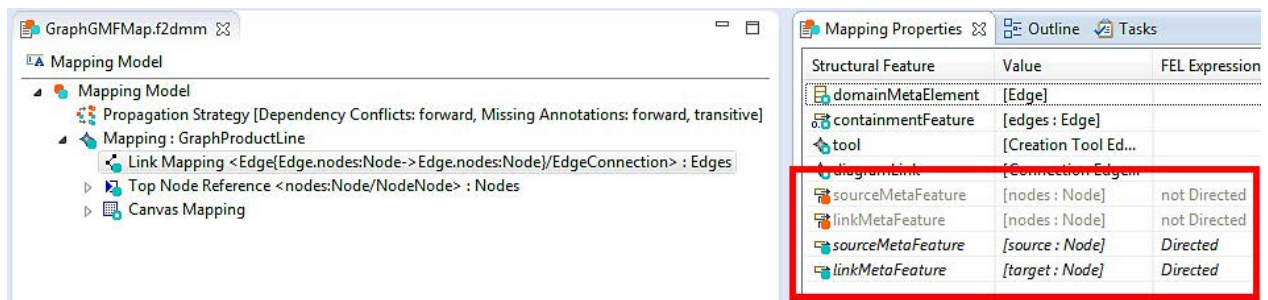 GraphGMFMap.f2dmm
Mapping Model
Mapping Model
Propagation Strategy [Dependency Conflicts: forward, Missing Annotations: forward, transitive]
Mapping : GraphProductLine
Link Mapping <Edge{Edge.nodes:Node->Edge.nodes:Node}/EdgeConnection> : Edges
Top Node Reference <nodes:Node/NodeNode> : Nodes
Canvas Mapping
Mapping Properties Outline Tasks
Structural Feature Value FEL Expression
domainMetaElement [Edge]
containmentFeature [edges : Edge]
tool [Creation Tool Ed...
diagramLink [Connection Edge...
sourceMetaFeature [nodes : Node] not Directed
linkMetaFeature [nodes : Node] not Directed
sourceMetaFeature [source : Node] Directed
linkMetaFeature [target : Node] Directed